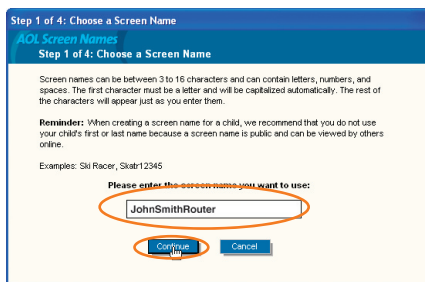 Step 1 of 4: Choose a Screen Name
AOL Screen Names
Step 1 of 4: Choose a Screen Name
Screen names can be between 3 to 16 characters and can contain letters, numbers, and
spaces. The first character must be a letter and will be capitalized automatically. The rest of
the characters will appear just as you enter them.
Reminder: When creating a screen name for a child, we recommend that you do not use
your child's first or last name because a screen name is public and can be viewed by others
online.
Examples: Ski Racer, Skatr12345
Please enter the screen name you want to use:
JohnSmithRouter
Continue Cancel